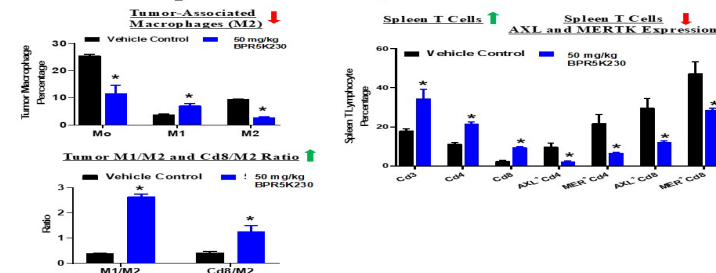 Tumor-Associated
Macrophages (M2)
Vehicle Control
50 mg/kg
BPR5K230
Tumor Macrophage
Percentage
30
20
10
0
*
*
*
Mo
M1
M2
Tumor M1/M2 and Cd8/M2 Ratio
Vehicle Control
50 mg/kg
BPR5K230
Ratio
3
2
1
0
*
*
M1/M2
Cd8/M2
Spleen T Cells
Spleen T Cells
AXL and MERTK Expression
Vehicle Control
50 mg/kg
BPR5K230
Spleen T Lymphocyte
Percentage
60
40
20
0
*
*
*
*
*
*
*
Cd3
Cd4
Cd8
AXL+ Cd4
MER+ Cd4
AXL+ Cd8
MER+ Cd8